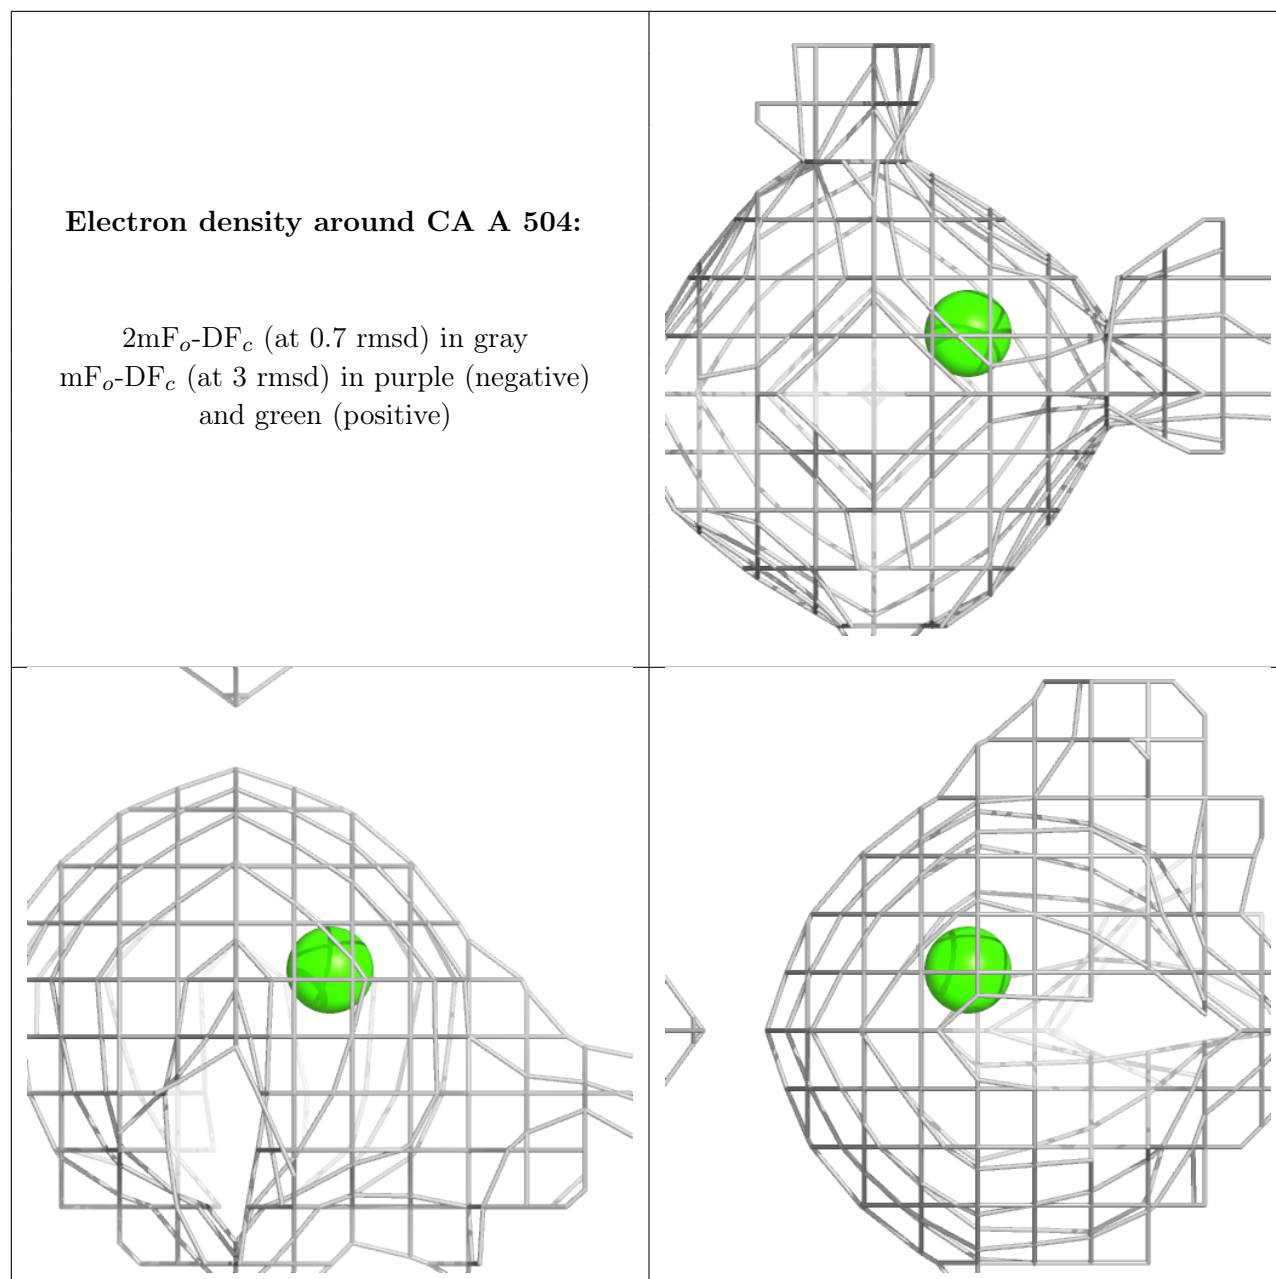 Electron density around CA A 504:
2mFo-DFc (at 0.7 rmsd) in gray
mFo-DFc (at 3 rmsd) in purple (negative)
and green (positive)